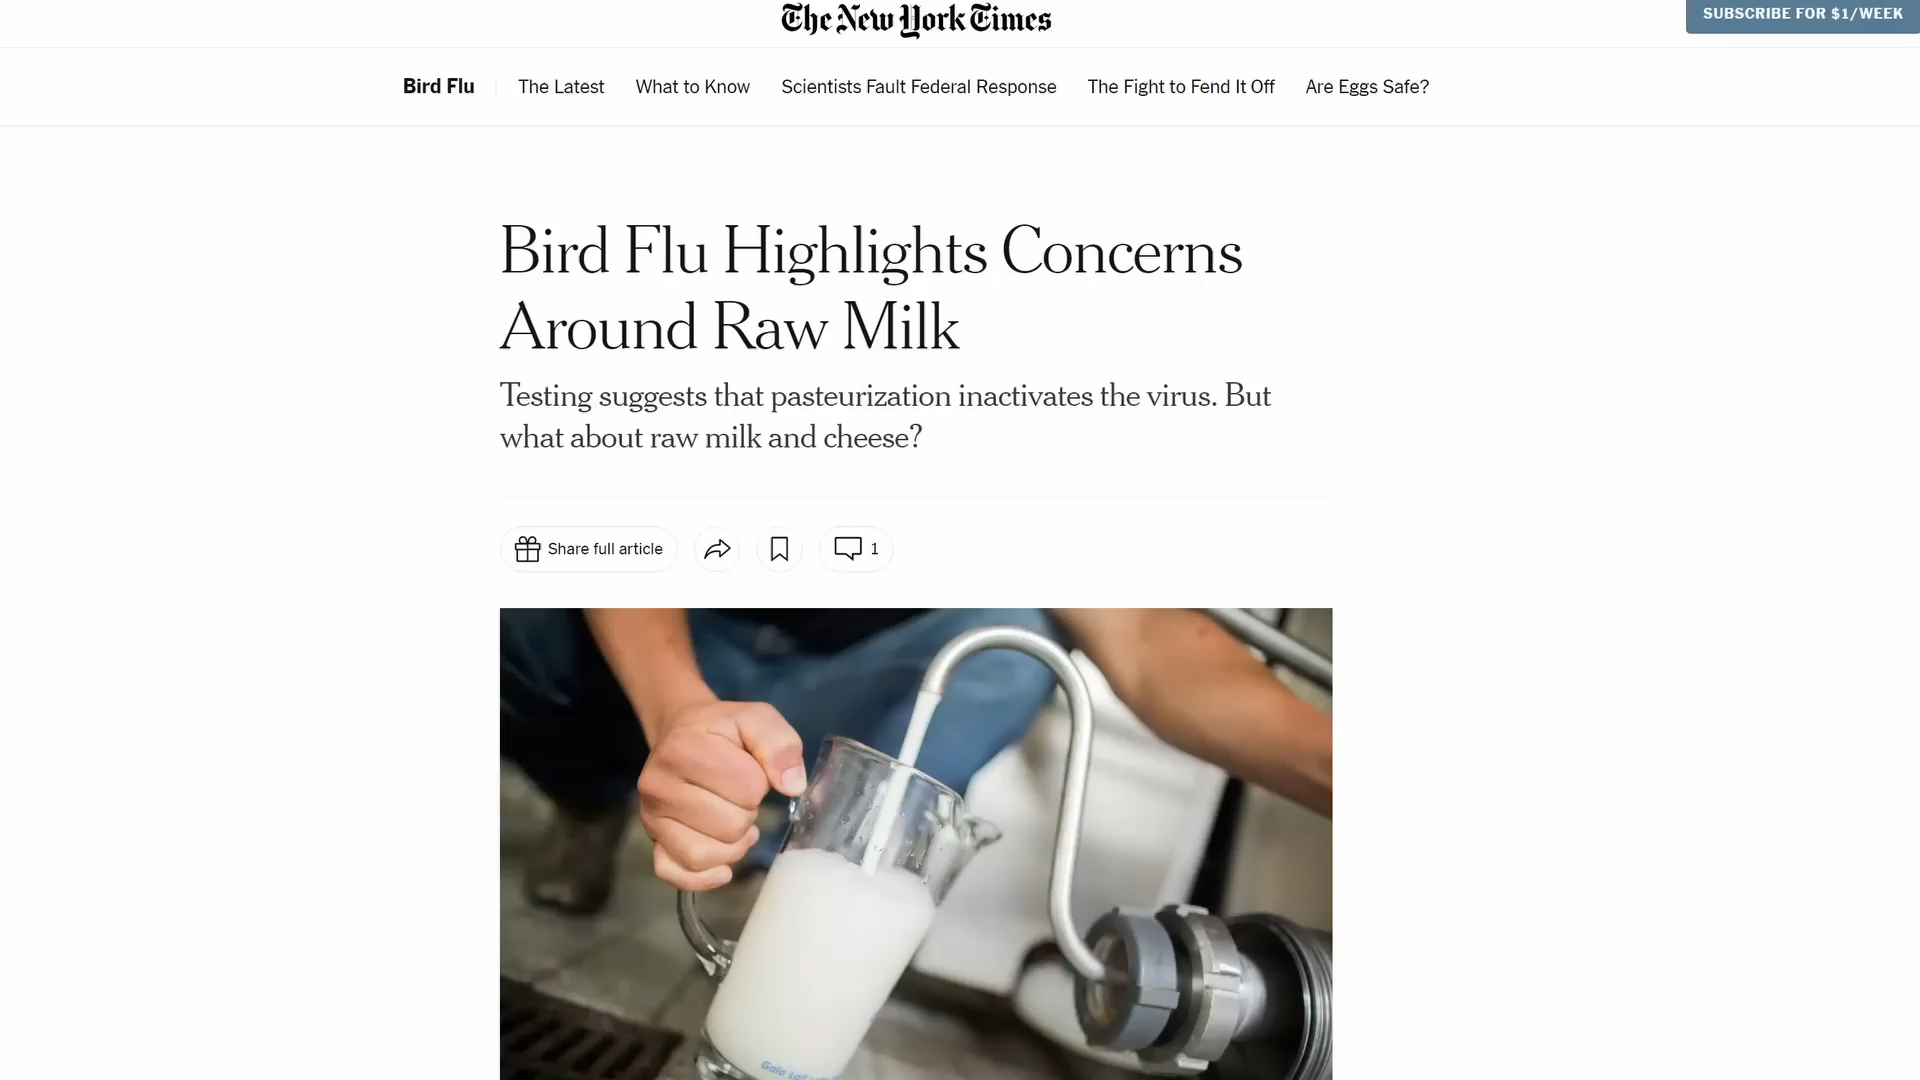 The New York Times
SUBSCRIBE FOR $1/WEEK
Bird Flu
The Latest
What to Know
Scientists Fault Federal Response
The Fight to Fend It Off
Are Eggs Safe?
Bird Flu Highlights Concerns
Around Raw Milk
Testing suggests that pasteurization inactivates the virus. But
what about raw milk and cheese?
Share full article
1